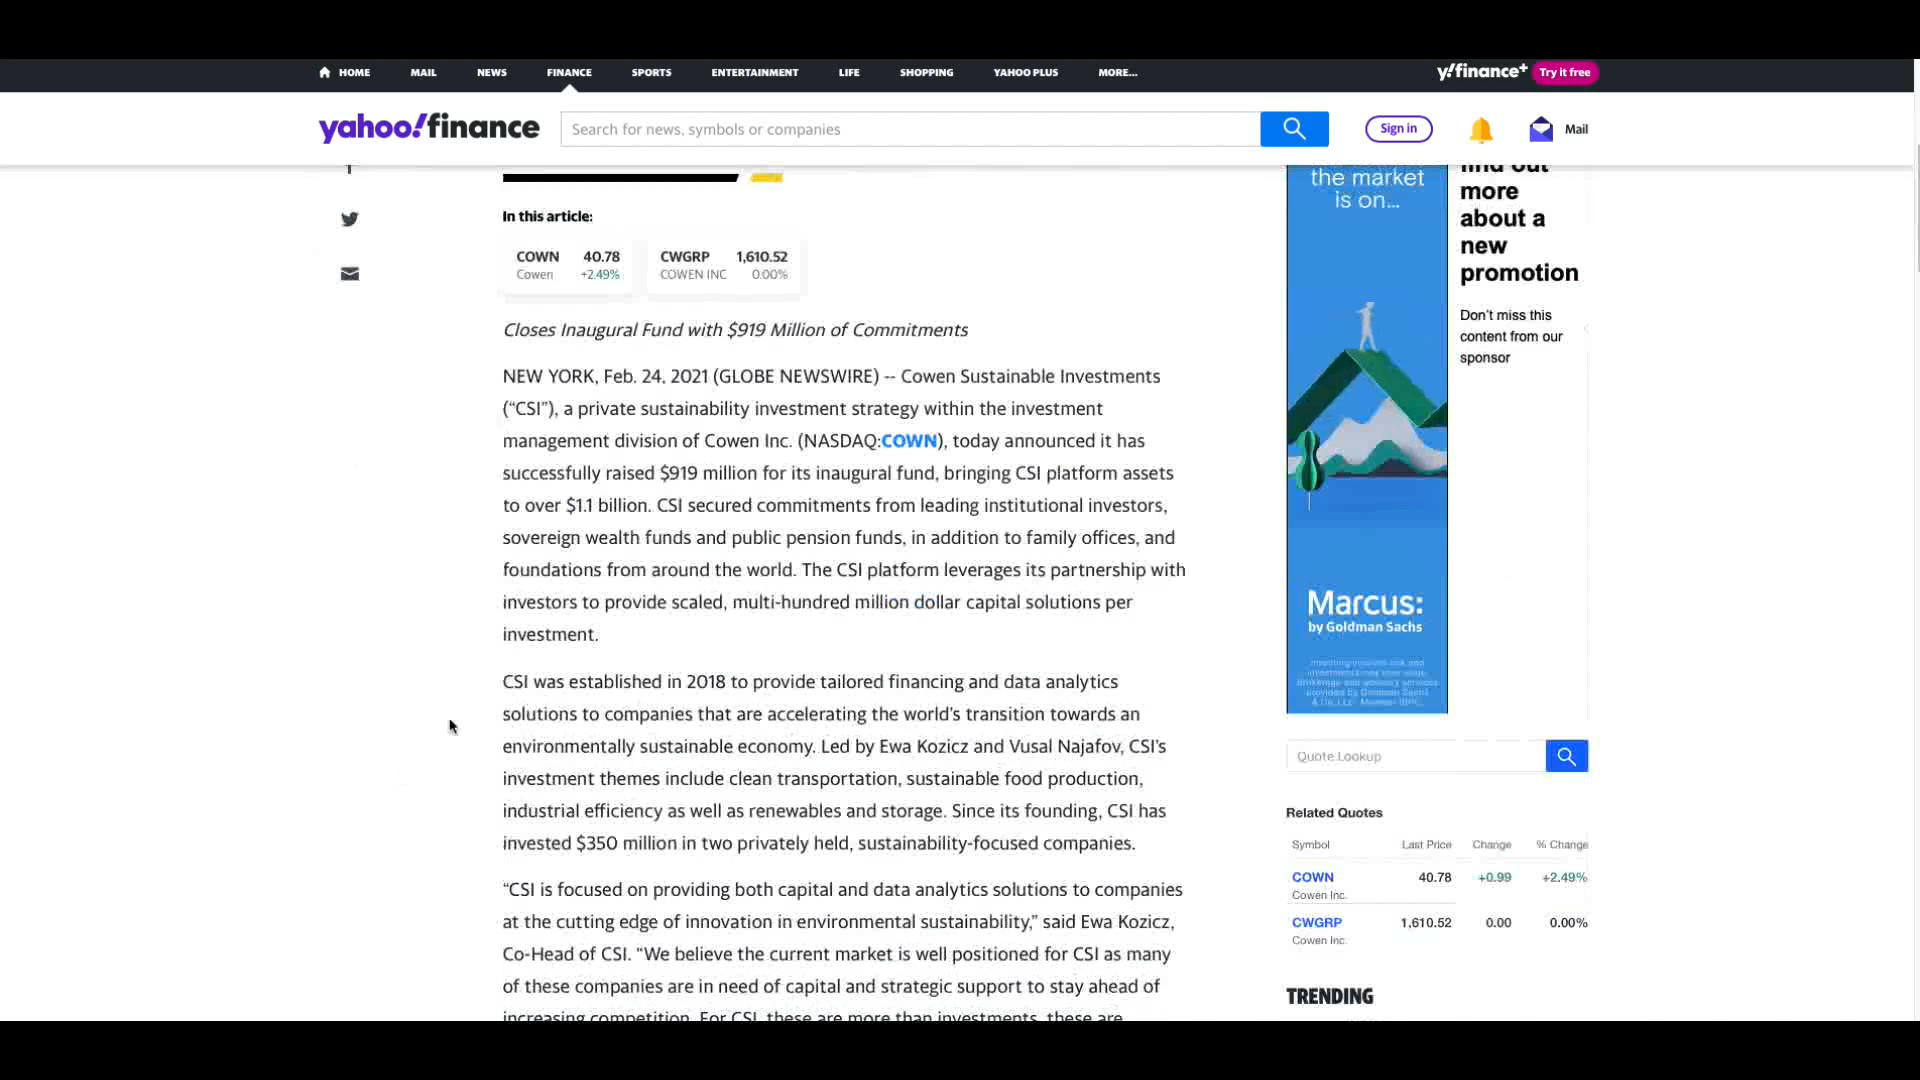 HOME MAIL NEWS FINANCE SPORTS ENTERTAINMENT LIFE SHOPPING YAHOO PLUS MORE... y!finance+ Try it free
yahoo!finance Search for news, symbols or companies Sign in Mail
In this article:
COWN 40.78
Cowen +2.49%
CWGRP 1,610.52
COWEN INC 0.00%
Closes Inaugural Fund with $919 Million of Commitments
NEW YORK, Feb. 24, 2021 (GLOBE NEWSWIRE) -- Cowen Sustainable Investments
(“CSI”), a private sustainability investment strategy within the investment
management division of Cowen Inc. (NASDAQ:COWN), today announced it has
successfully raised $919 million for its inaugural fund, bringing CSI platform assets
to over $1.1 billion. CSI secured commitments from leading institutional investors,
sovereign wealth funds and public pension funds, in addition to family offices, and
foundations from around the world. The CSI platform leverages its partnership with
investors to provide scaled, multi-hundred million dollar capital solutions per
investment.
CSI was established in 2018 to provide tailored financing and data analytics
solutions to companies that are accelerating the world’s transition towards an
environmentally sustainable economy. Led by Ewa Kozicz and Vusal Najafov, CSI’s
investment themes include clean transportation, sustainable food production,
industrial efficiency as well as renewables and storage. Since its founding, CSI has
invested $350 million in two privately held, sustainability-focused companies.
“CSI is focused on providing both capital and data analytics solutions to companies
at the cutting edge of innovation in environmental sustainability,” said Ewa Kozicz,
Co-Head of CSI. “We believe the current market is well positioned for CSI as many
of these companies are in need of capital and strategic support to stay ahead of
increasing competition. For CSI, these are more than investments, these are
the market
is on...
Marcus:
by Goldman Sachs
find out
more
about a
new
promotion
Don’t miss this
content from our
sponsor
Quote Lookup
Related Quotes
Symbol Last Price Change % Change
COWN 40.78 +0.99 +2.49%
Cowen Inc.
CWGRP 1,610.52 0.00 0.00%
Cowen Inc.
TRENDING